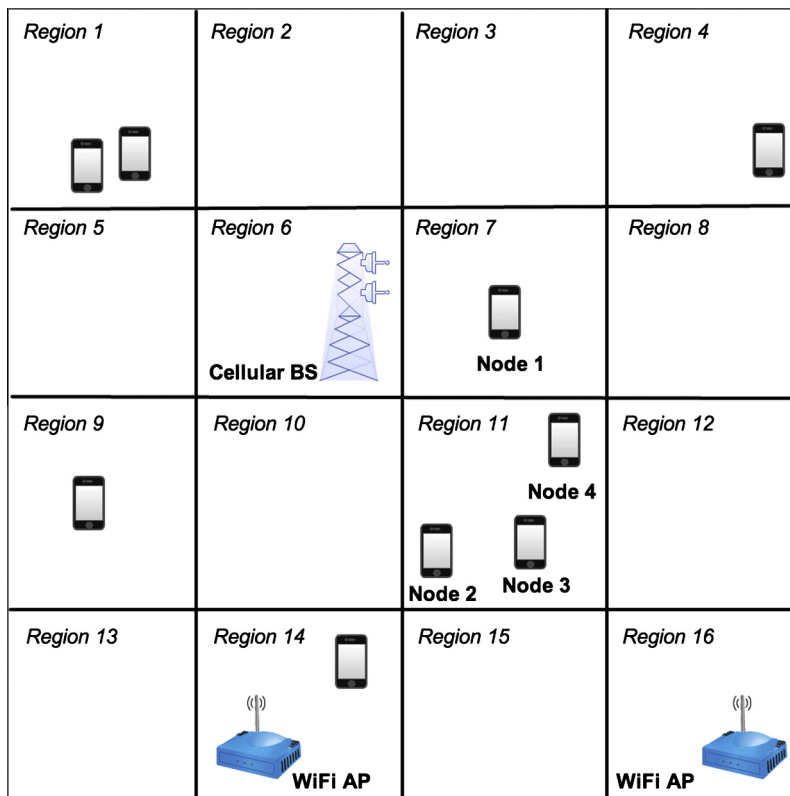 Region 1
Region 2
Region 3
Region 4
Region 5
Region 6
Region 7
Region 8
Cellular BS
Node 1
Region 9
Region 10
Region 11
Region 12
Node 4
Node 2
Node 3
Region 13
Region 14
Region 15
Region 16
WiFi AP
WiFi AP